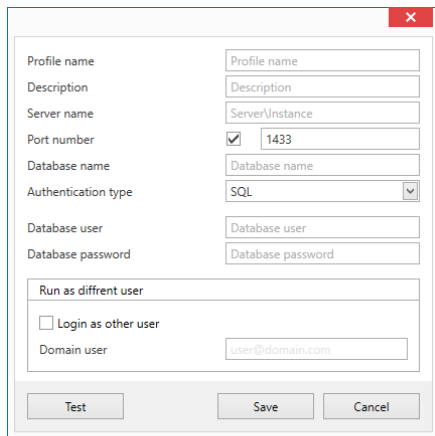 Profile name Profile name
Description Description
Server name Server\Instance
Port number 1433
Database name Database name
Authentication type SQL
Database user Database user
Database password Database password
Run as diffrent user
Login as other user
Domain user user@domain.com
Test Save Cancel